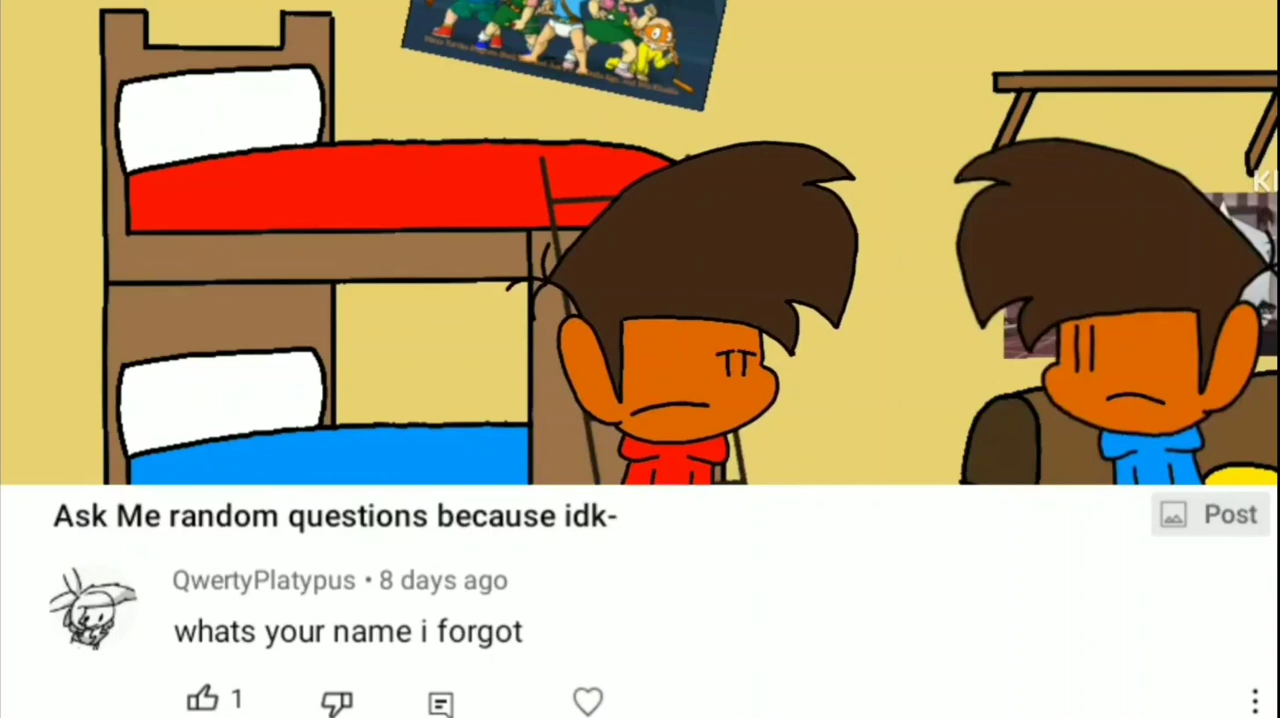 Ask Me random questions because idk-
Post
QwertyPlatypus • 8 days ago
whats your name i forgot
1